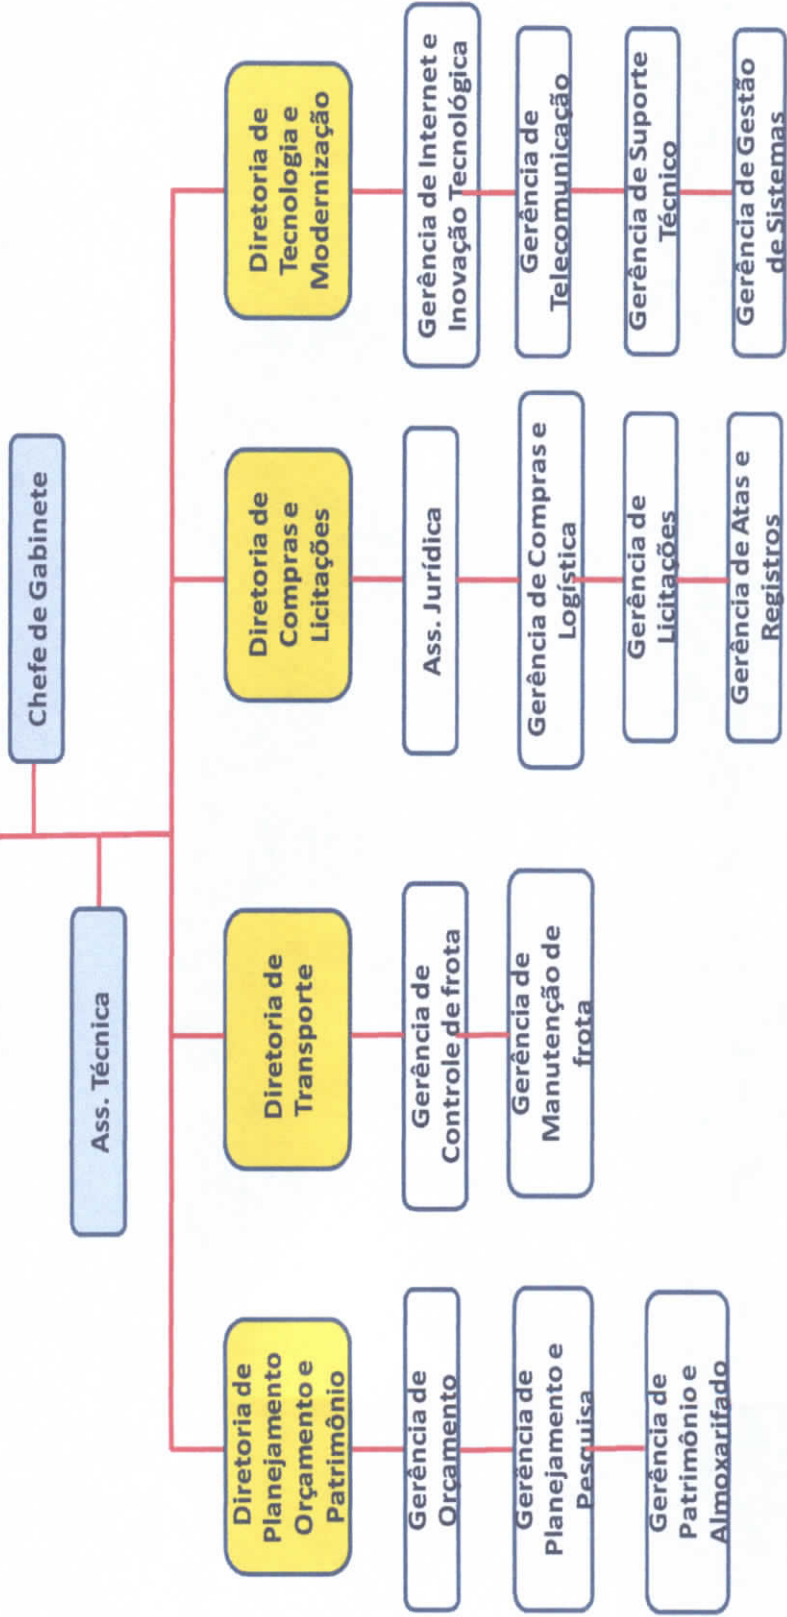 Chefe de Gabinete
Ass. Técnica
Diretoria de
Planejamento
Orçamento e
Patrimônio
Gerência de
Orçamento
Gerência de
Planejamento e
Pesquisa
Gerência de
Patrimônio e
Almoxarifado
Diretoria de
Transporte
Gerência de
Controle de frota
Gerência de
Manutenção de
frota
Diretoria de
Compras e
Licitações
Ass. Jurídica
Gerência de Compras e
Logística
Gerência de
Licitações
Gerência de Atas e
Registros
Diretoria de
Tecnologia e
Modernização
Gerência de Internet e
Inovação Tecnológica
Gerência de
Telecomunicação
Gerência de Suporte
Técnico
Gerência de Gestão
de Sistemas